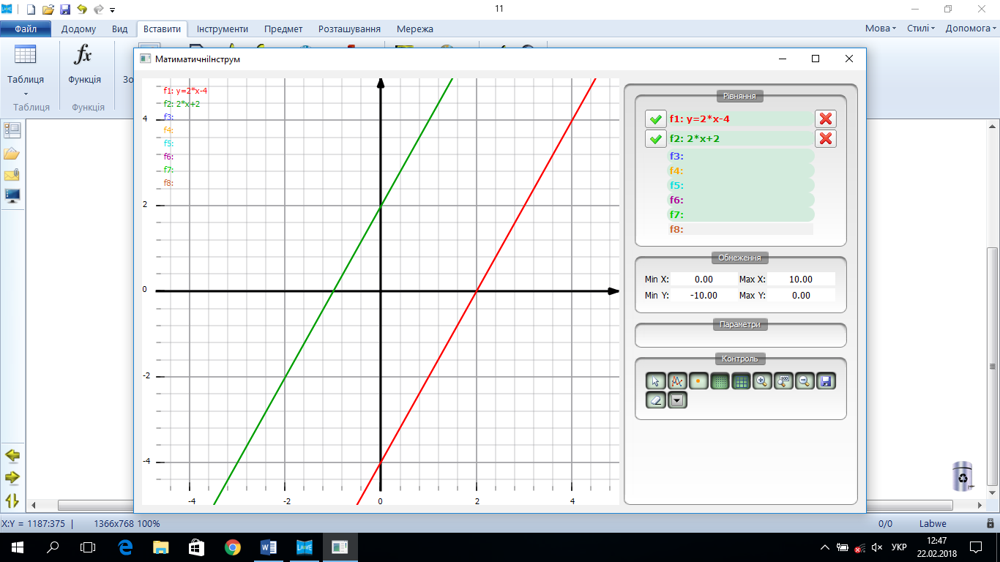 11
Файл Додому Вид Вставити Інструменти Предмет Розташування Мережа Мова Стилі Допомога
Таблиця
Функція
Зо
Таблиця
Функція
МатиматичніІнструм
f1: y=2*x-4
f2: 2*x+2
f3:
f4:
f5:
f6:
f7:
f8:
4
2
0
-2
-4
-4 -2 0 2 4
Рівняння
f1: y=2*x-4
f2: 2*x+2
f3:
f4:
f5:
f6:
f7:
f8:
Обмеження
Min X: 0.00 Max X: 10.00
Min Y: -10.00 Max Y: 0.00
Параметри
Контроль
X:Y = 1187:375 | 1366x768 100% 0/0 Labwe
УКР
12:47
22.02.2018